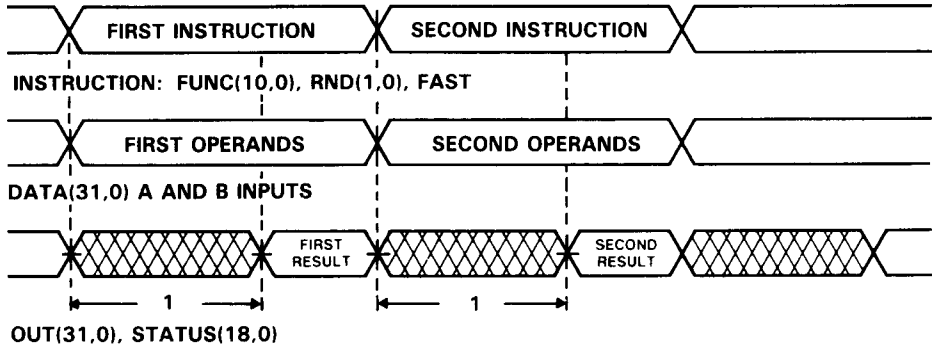 FIRST INSTRUCTION SECOND INSTRUCTION
INSTRUCTION: FUNC(10,0), RND(1,0), FAST
FIRST OPERANDS SECOND OPERANDS
DATA(31,0) A AND B INPUTS
FIRST RESULT SECOND RESULT
1 1
OUT(31,0), STATUS(18,0)